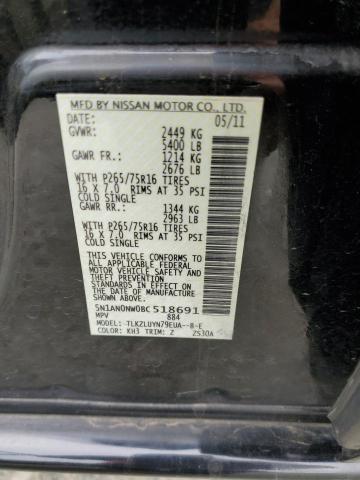 MFD BY NISSAN MOTOR CO., LTD.
DATE: 05/11
GVWR: 2449 KG
5400 LB
GAWR FR: 1214 KG
2676 LB
WITH P265/75R16 TIRES
16 X 7.0 RIMS AT 35 PSI
COLD SINGLE
GAWR RR: 1344 KG
2963 LB
WITH P265/75R16 TIRES
16 X 7.0 RIMS AT 35 PSI
COLD SINGLE
THIS VEHICLE CONFORMS TO ALL
APPLICABLE FEDERAL MOTOR
VEHICLE SAFETY AND
THEFT PREVENTION STANDARDS
IN EFFECT ON THE DATE OF
MANUFACTURE SHOWN ABOVE.
5N1AN0NW0BC518691
MPV 884
MODEL: TLKZLUYN79EUA--8-E
COLOR: KH3 TRIM: Z ZS30A